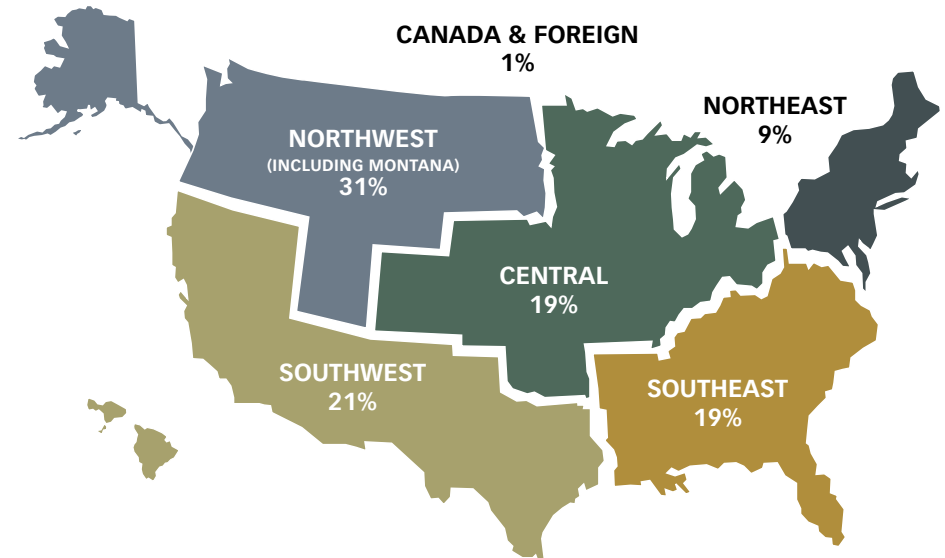 CANADA & FOREIGN
1%
NORTHEAST
9%
NORTHWEST
(INCLUDING MONTANA)
31%
CENTRAL
19%
SOUTHWEST
21%
SOUTHEAST
19%